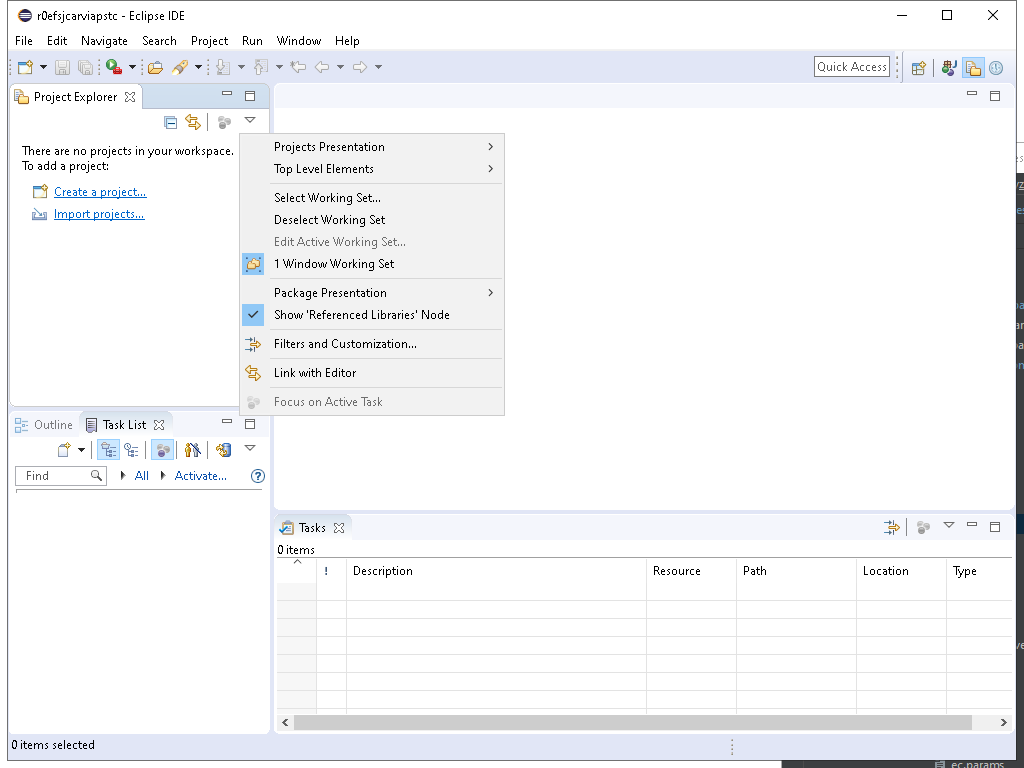 r0efsjcarviapstc - Eclipse IDE
File Edit Navigate Search Project Run Window Help
Quick Access
Project Explorer
There are no projects in your workspace.
To add a project:
Create a project...
Import projects...
Projects Presentation
Top Level Elements
Select Working Set...
Deselect Working Set
Edit Active Working Set...
1 Window Working Set
Package Presentation
Show 'Referenced Libraries' Node
Filters and Customization...
Link with Editor
Focus on Active Task
Outline Task List
Find All Activate...
Tasks
0 items
! Description Resource Path Location Type
0 items selected
ec.params